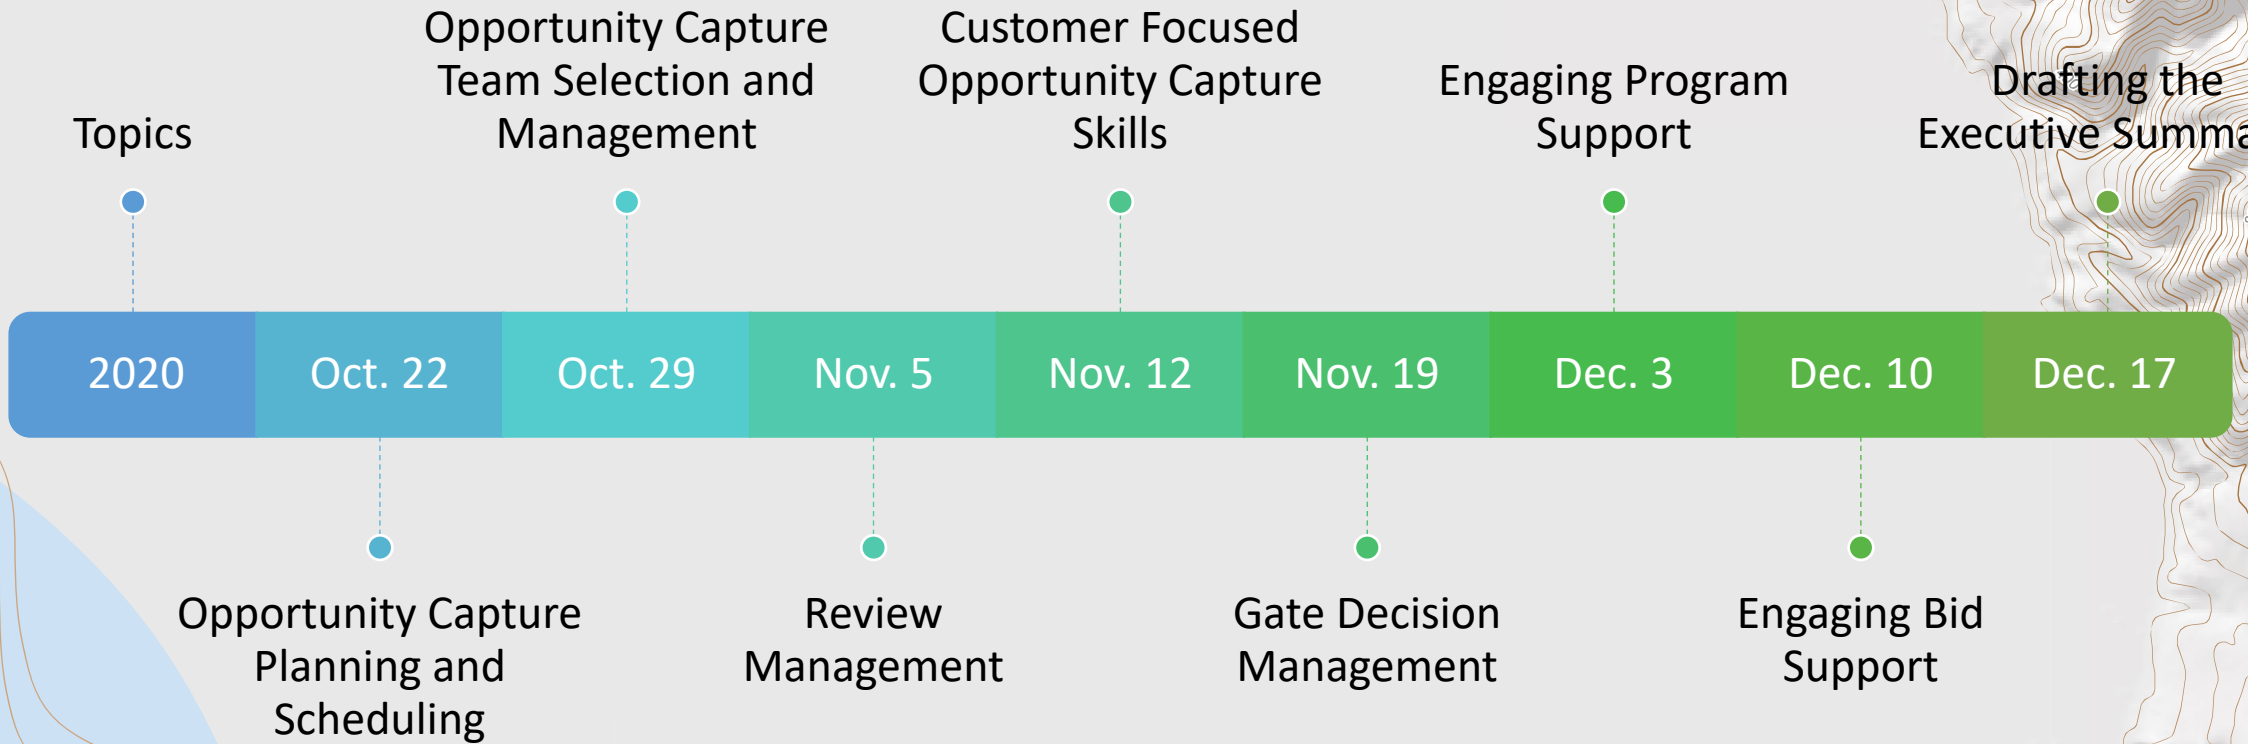 Topics
Opportunity Capture
Team Selection and
Management
Customer Focused
Opportunity Capture
Skills
Engaging Program
Support
Drafting the
Executive
2020
Oct. 22
Oct. 29
Nov. 5
Nov. 12
Nov. 19
Dec. 3
Dec. 10
Dec. 17
Opportunity Capture
Planning and
Scheduling
Review
Management
Gate Decision
Management
Engaging Bid
Support